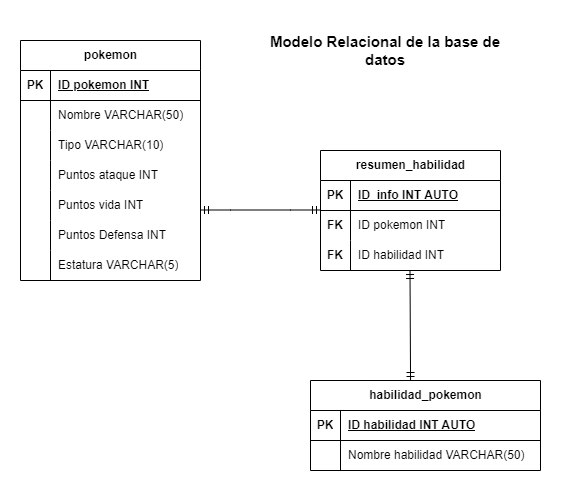 Modelo Relacional de la base de
datos
pokemon
PK ID pokemon INT
Nombre VARCHAR(50)
Tipo VARCHAR(10)
Puntos ataque INT
Puntos vida INT
Puntos Defensa INT
Estatura VARCHAR(5)
resumen_habilidad
PK ID_info INT AUTO
FK ID pokemon INT
FK ID habilidad INT
habilidad_pokemon
PK ID habilidad INT AUTO
Nombre habilidad VARCHAR(50)